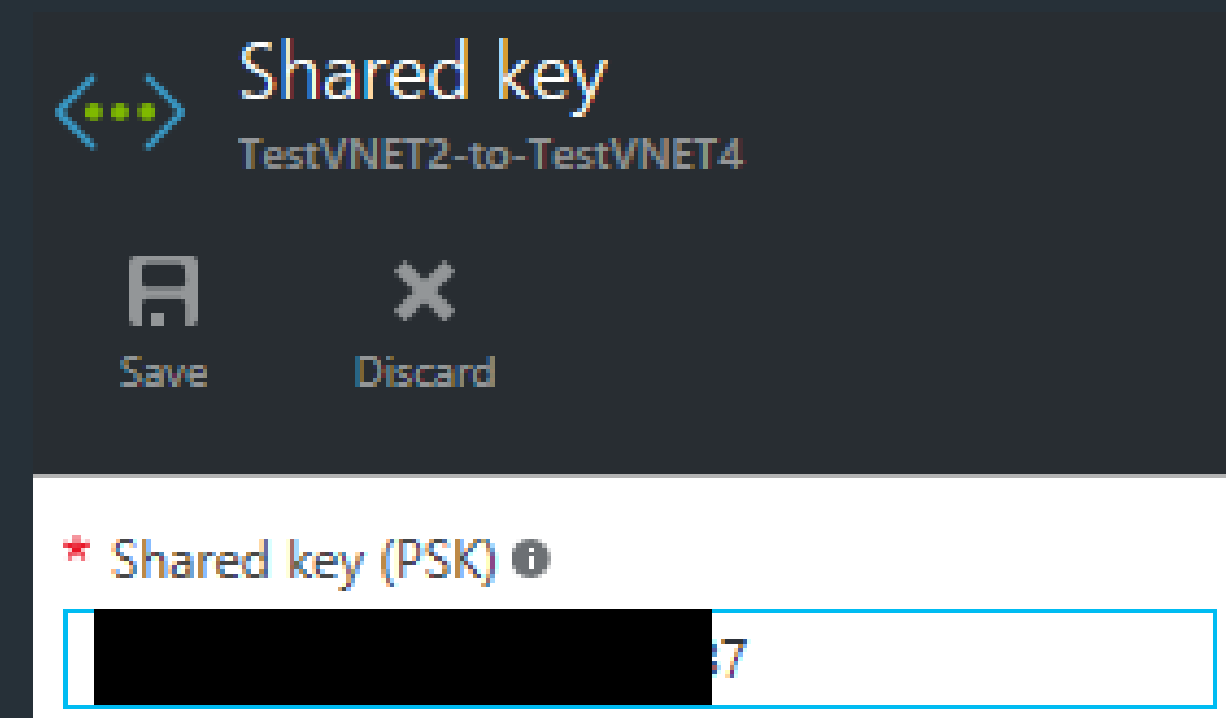 Shared key
TestVNET2-to-TestVNET4
Save Discard
* Shared key (PSK)
7